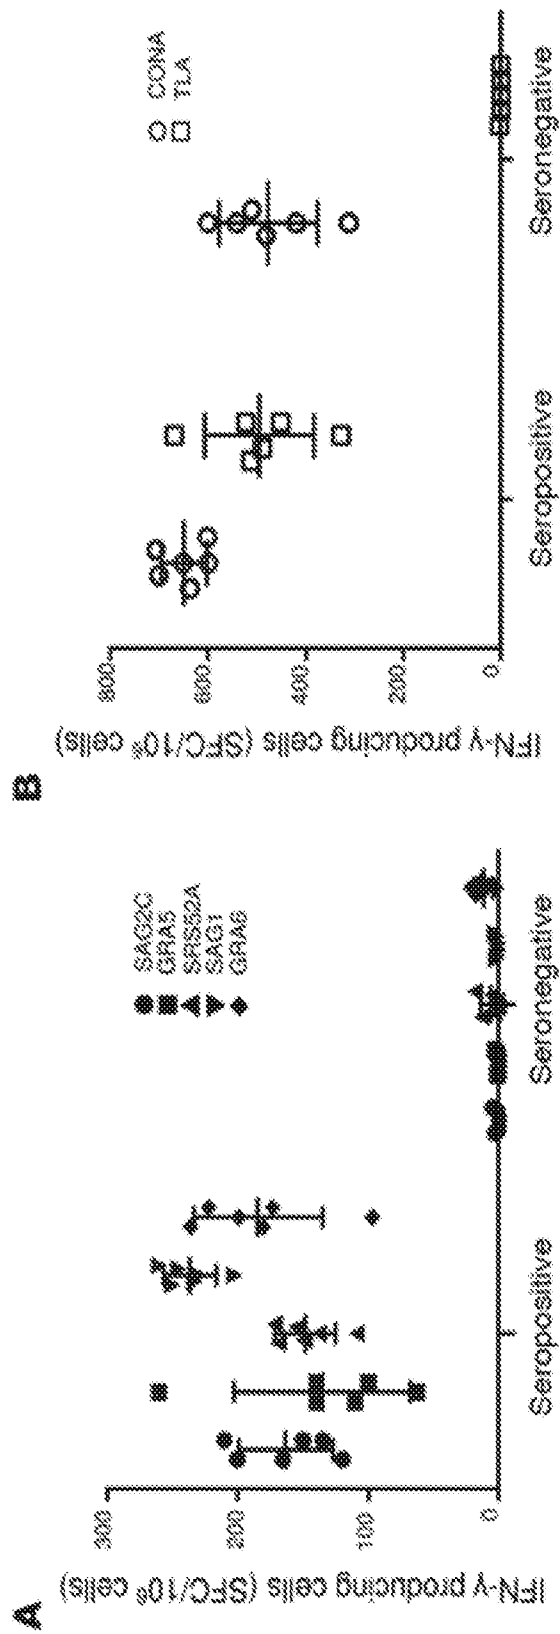 A
IFN-γ producing cells (SFC/10⁶ cells)
300
200
100
0
Seropositive
Seronegative
SAG2C
GRA5
SRS52A
SAG1
GRA6
B
IFN-γ producing cells (SFC/10⁶ cells)
800
600
400
200
0
Seropositive
Seronegative
CONA
TLA